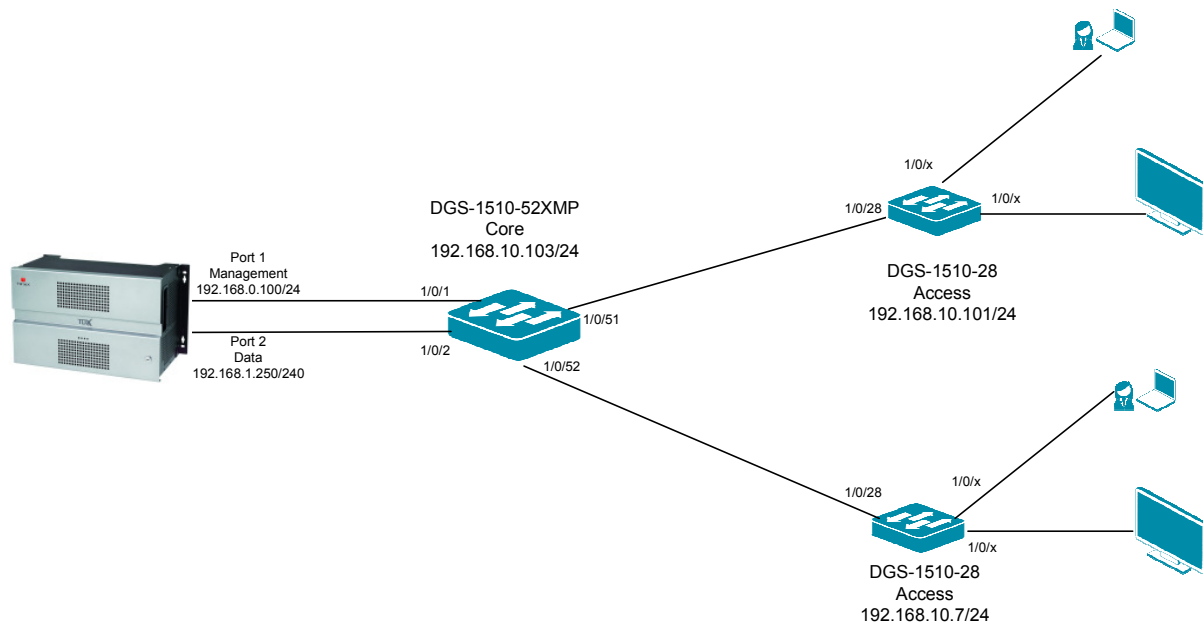 1/0/x
1/0/28
1/0/x
DGS-1510-52XMP
Core
192.168.10.103/24
Port 1
Management
192.168.0.100/24
1/0/1
DGS-1510-28
Access
192.168.10.101/24
1/0/51
Port 2
Data
192.168.1.250/240
1/0/2
1/0/52
1/0/28
1/0/x
1/0/x
DGS-1510-28
Access
192.168.10.7/24